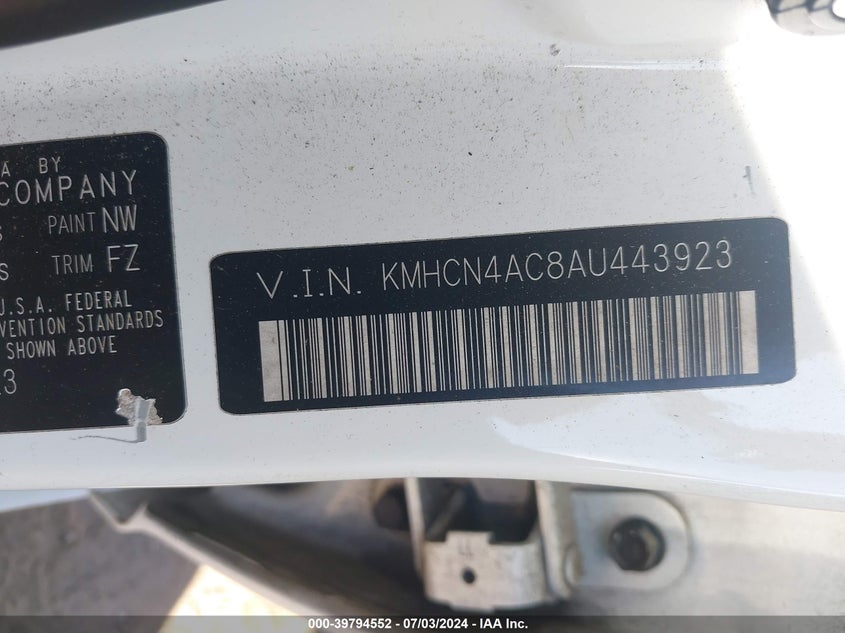 A BY
COMPANY
PAINT NW
TRIM FZ
U.S.A. FEDERAL
VENTION STANDARDS
SHOWN ABOVE
3
V.I.N. KMHCN4AC8AU443923
000-39794552 - 07/03/2024 - IAA Inc.